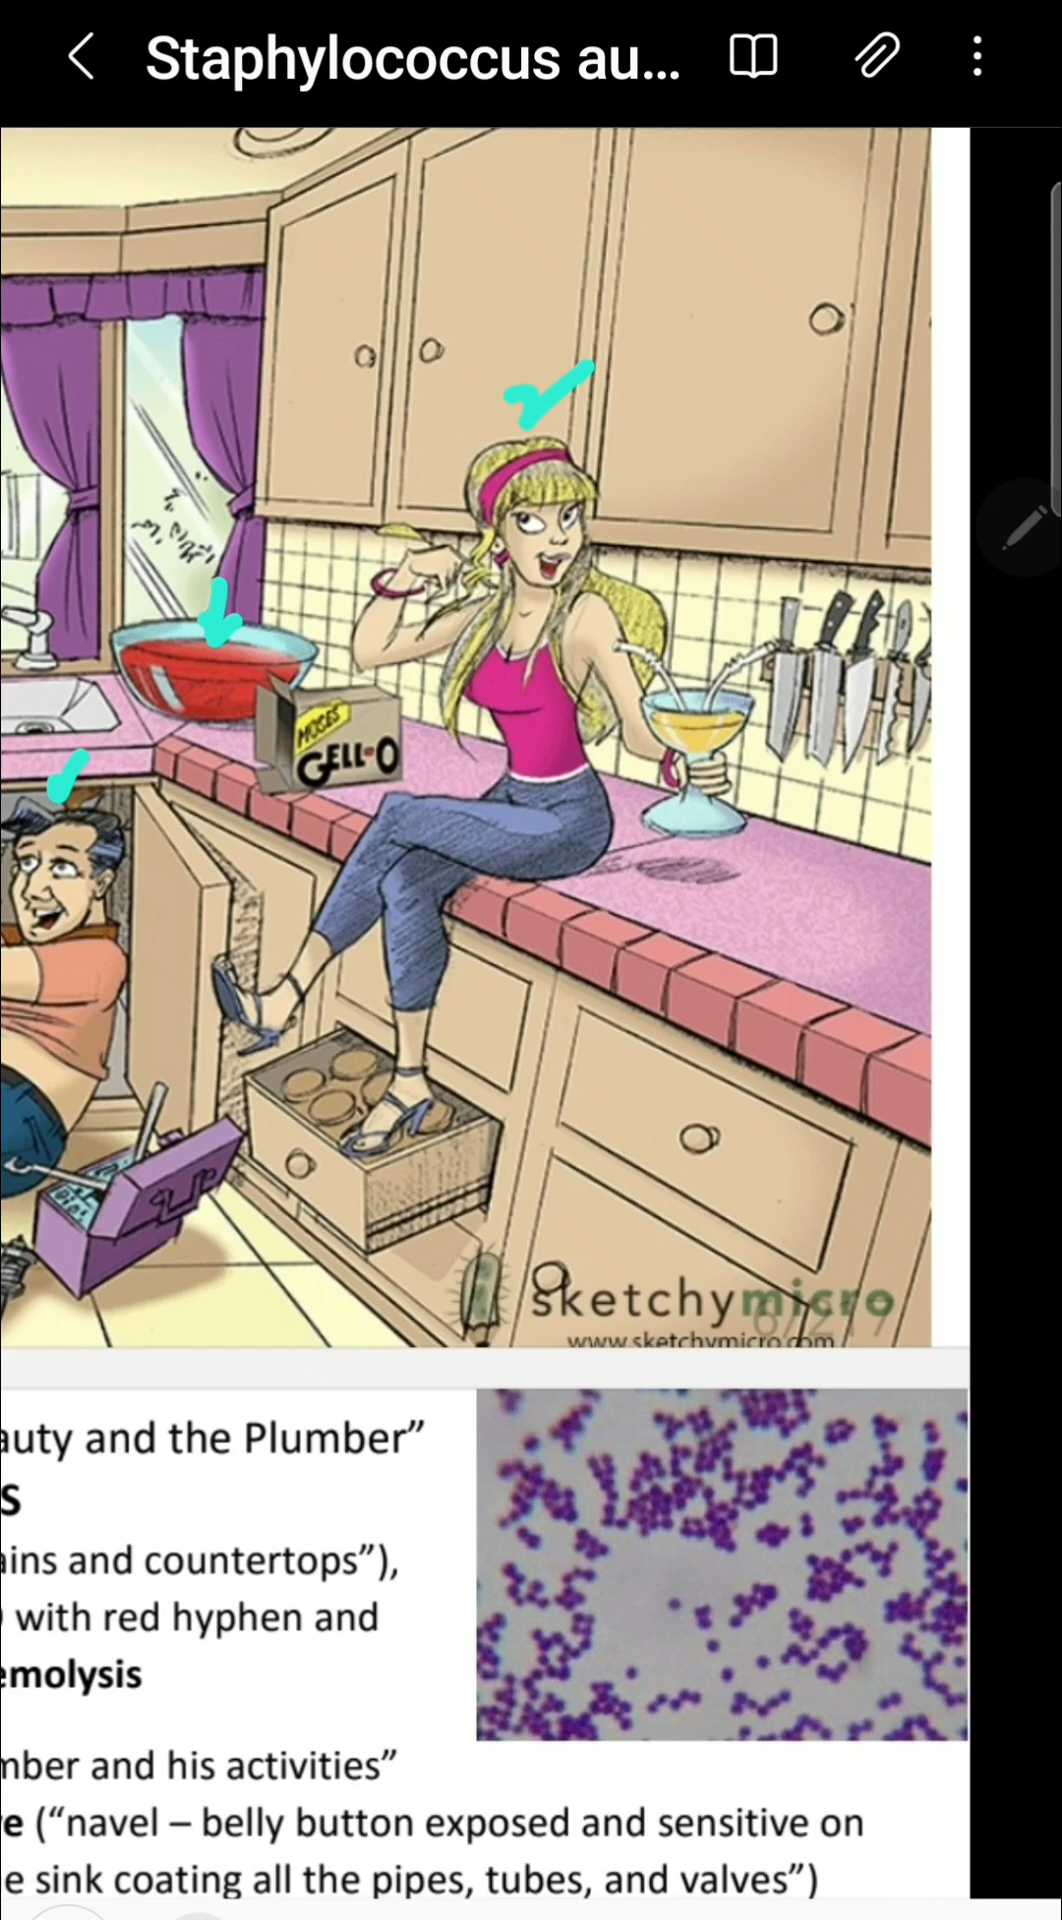 Staphylococcus au...
MOSES
GELL-O
sketchymicro
www.sketchymicro.com
auty and the Plumber”
s
ains and countertops”),
) with red hyphen and
emolysis
mber and his activities”
e (“navel – belly button exposed and sensitive on
e sink coating all the pipes, tubes, and valves”)